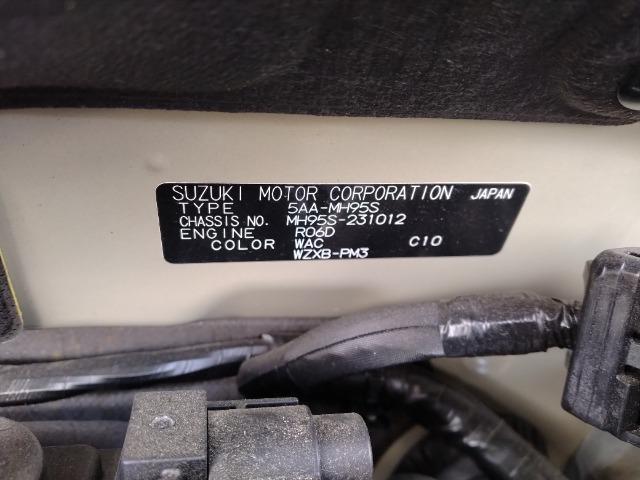 SUZUKI MOTOR CORPORATION JAPAN
TYPE 5AA-MH95S
CHASSIS NO. MH95S-231012
ENGINE R06D
COLOR WAC C10
WZXB-PM3